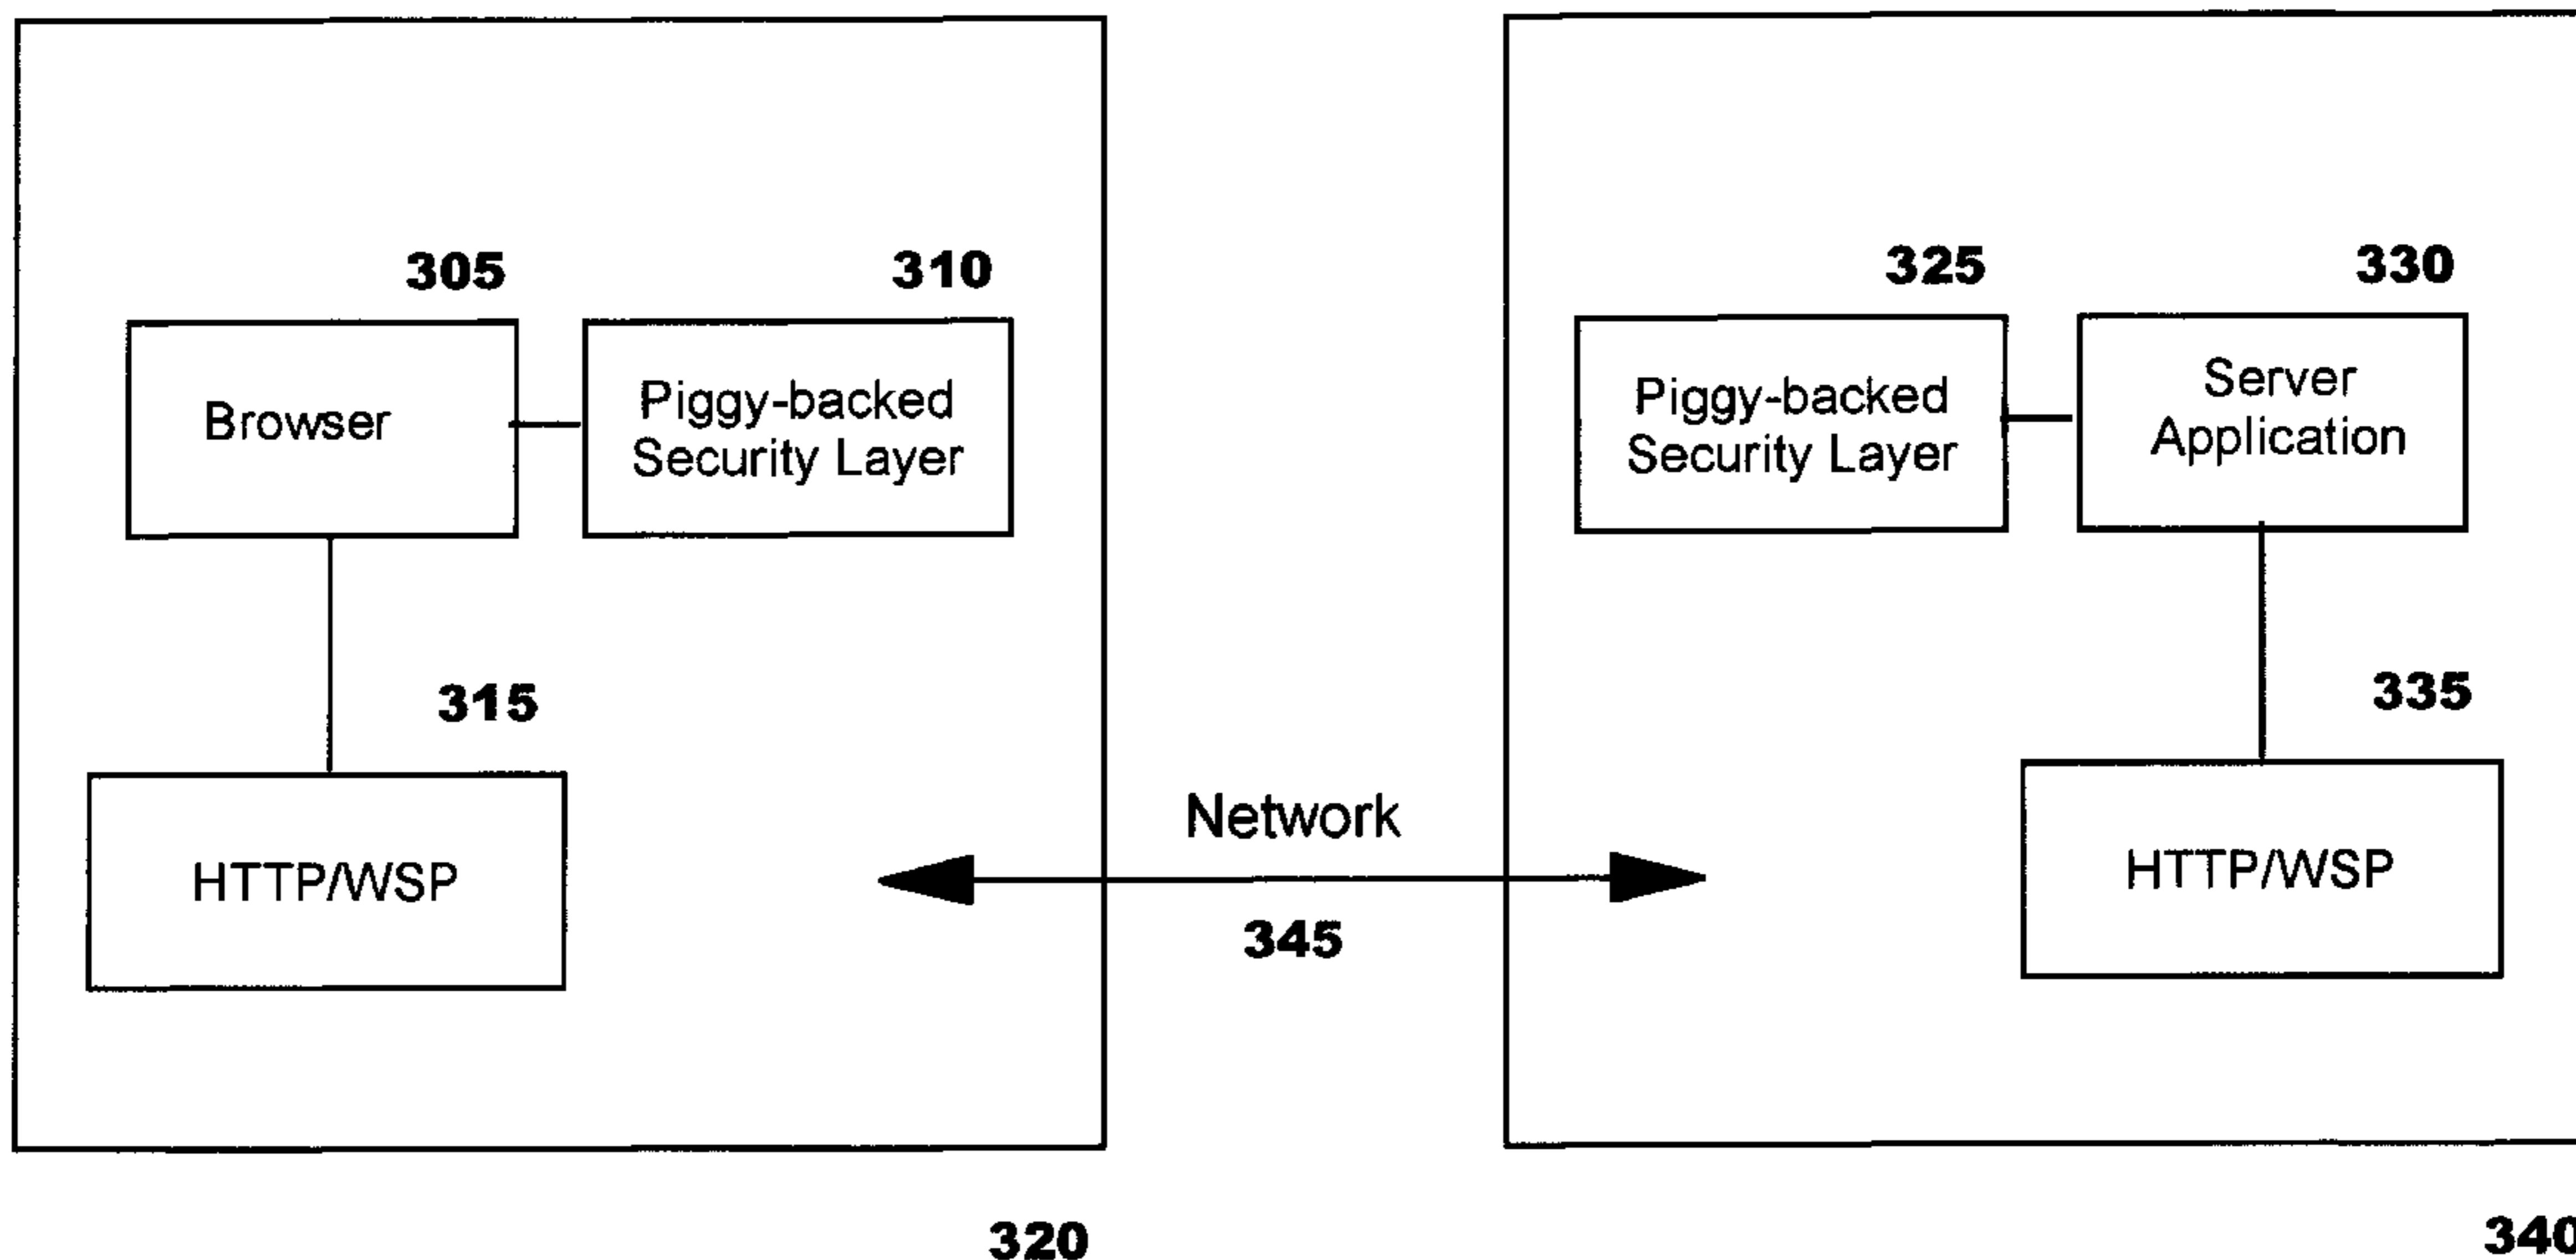 305
310
325
330
Browser
Piggy-backed
Security Layer
Piggy-backed
Security Layer
Server
Application
315
335
HTTP/WSP
Network
HTTP/WSP
345
320
340